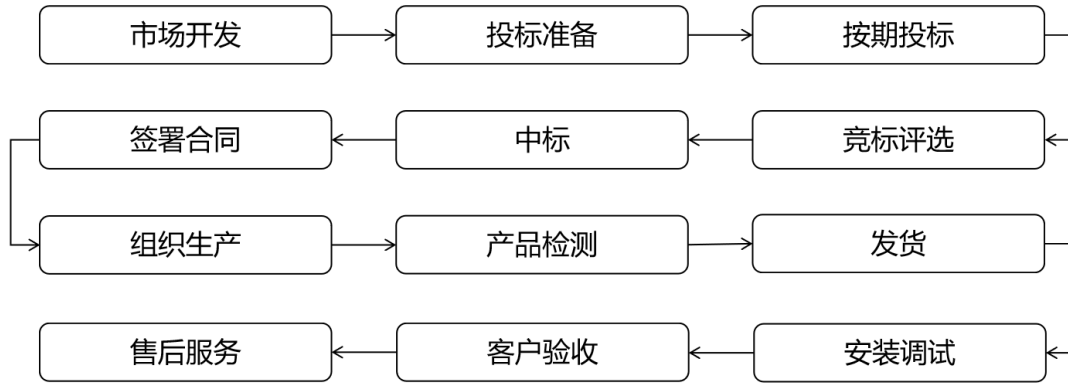 市场开发
投标准备
按期投标
竞标评选
中标
签署合同
组织生产
产品检测
发货
安装调试
客户验收
售后服务